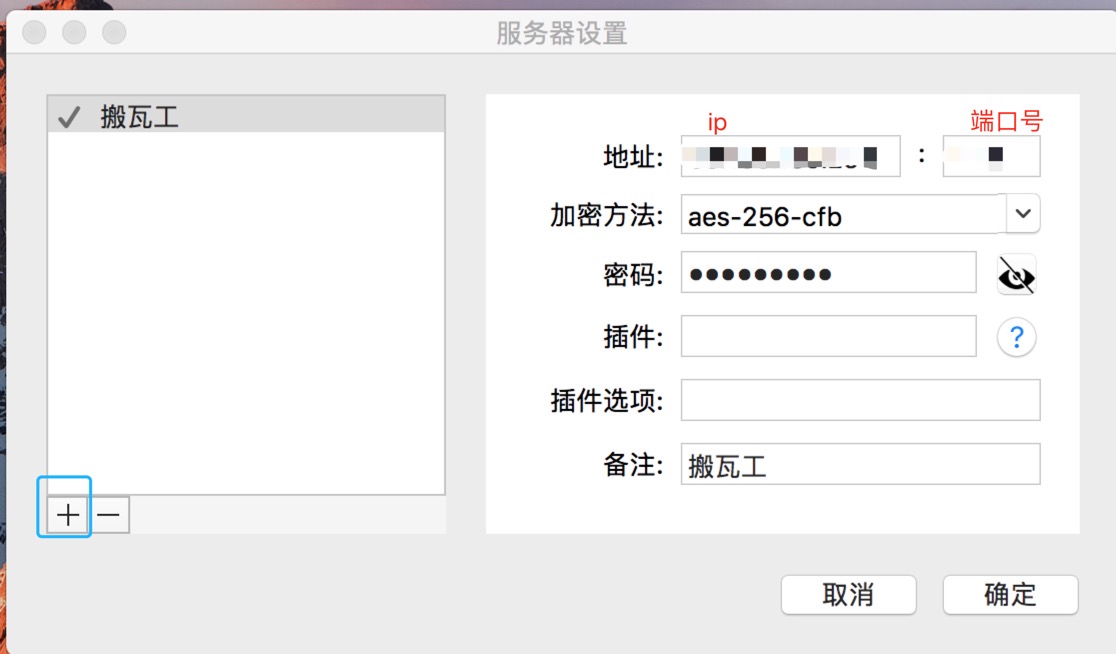 服务器设置
搬瓦工
ip
端口号
地址:
:
加密方法:
aes-256-cfb
密码:
插件:
?
插件选项:
备注:
搬瓦工
取消
确定